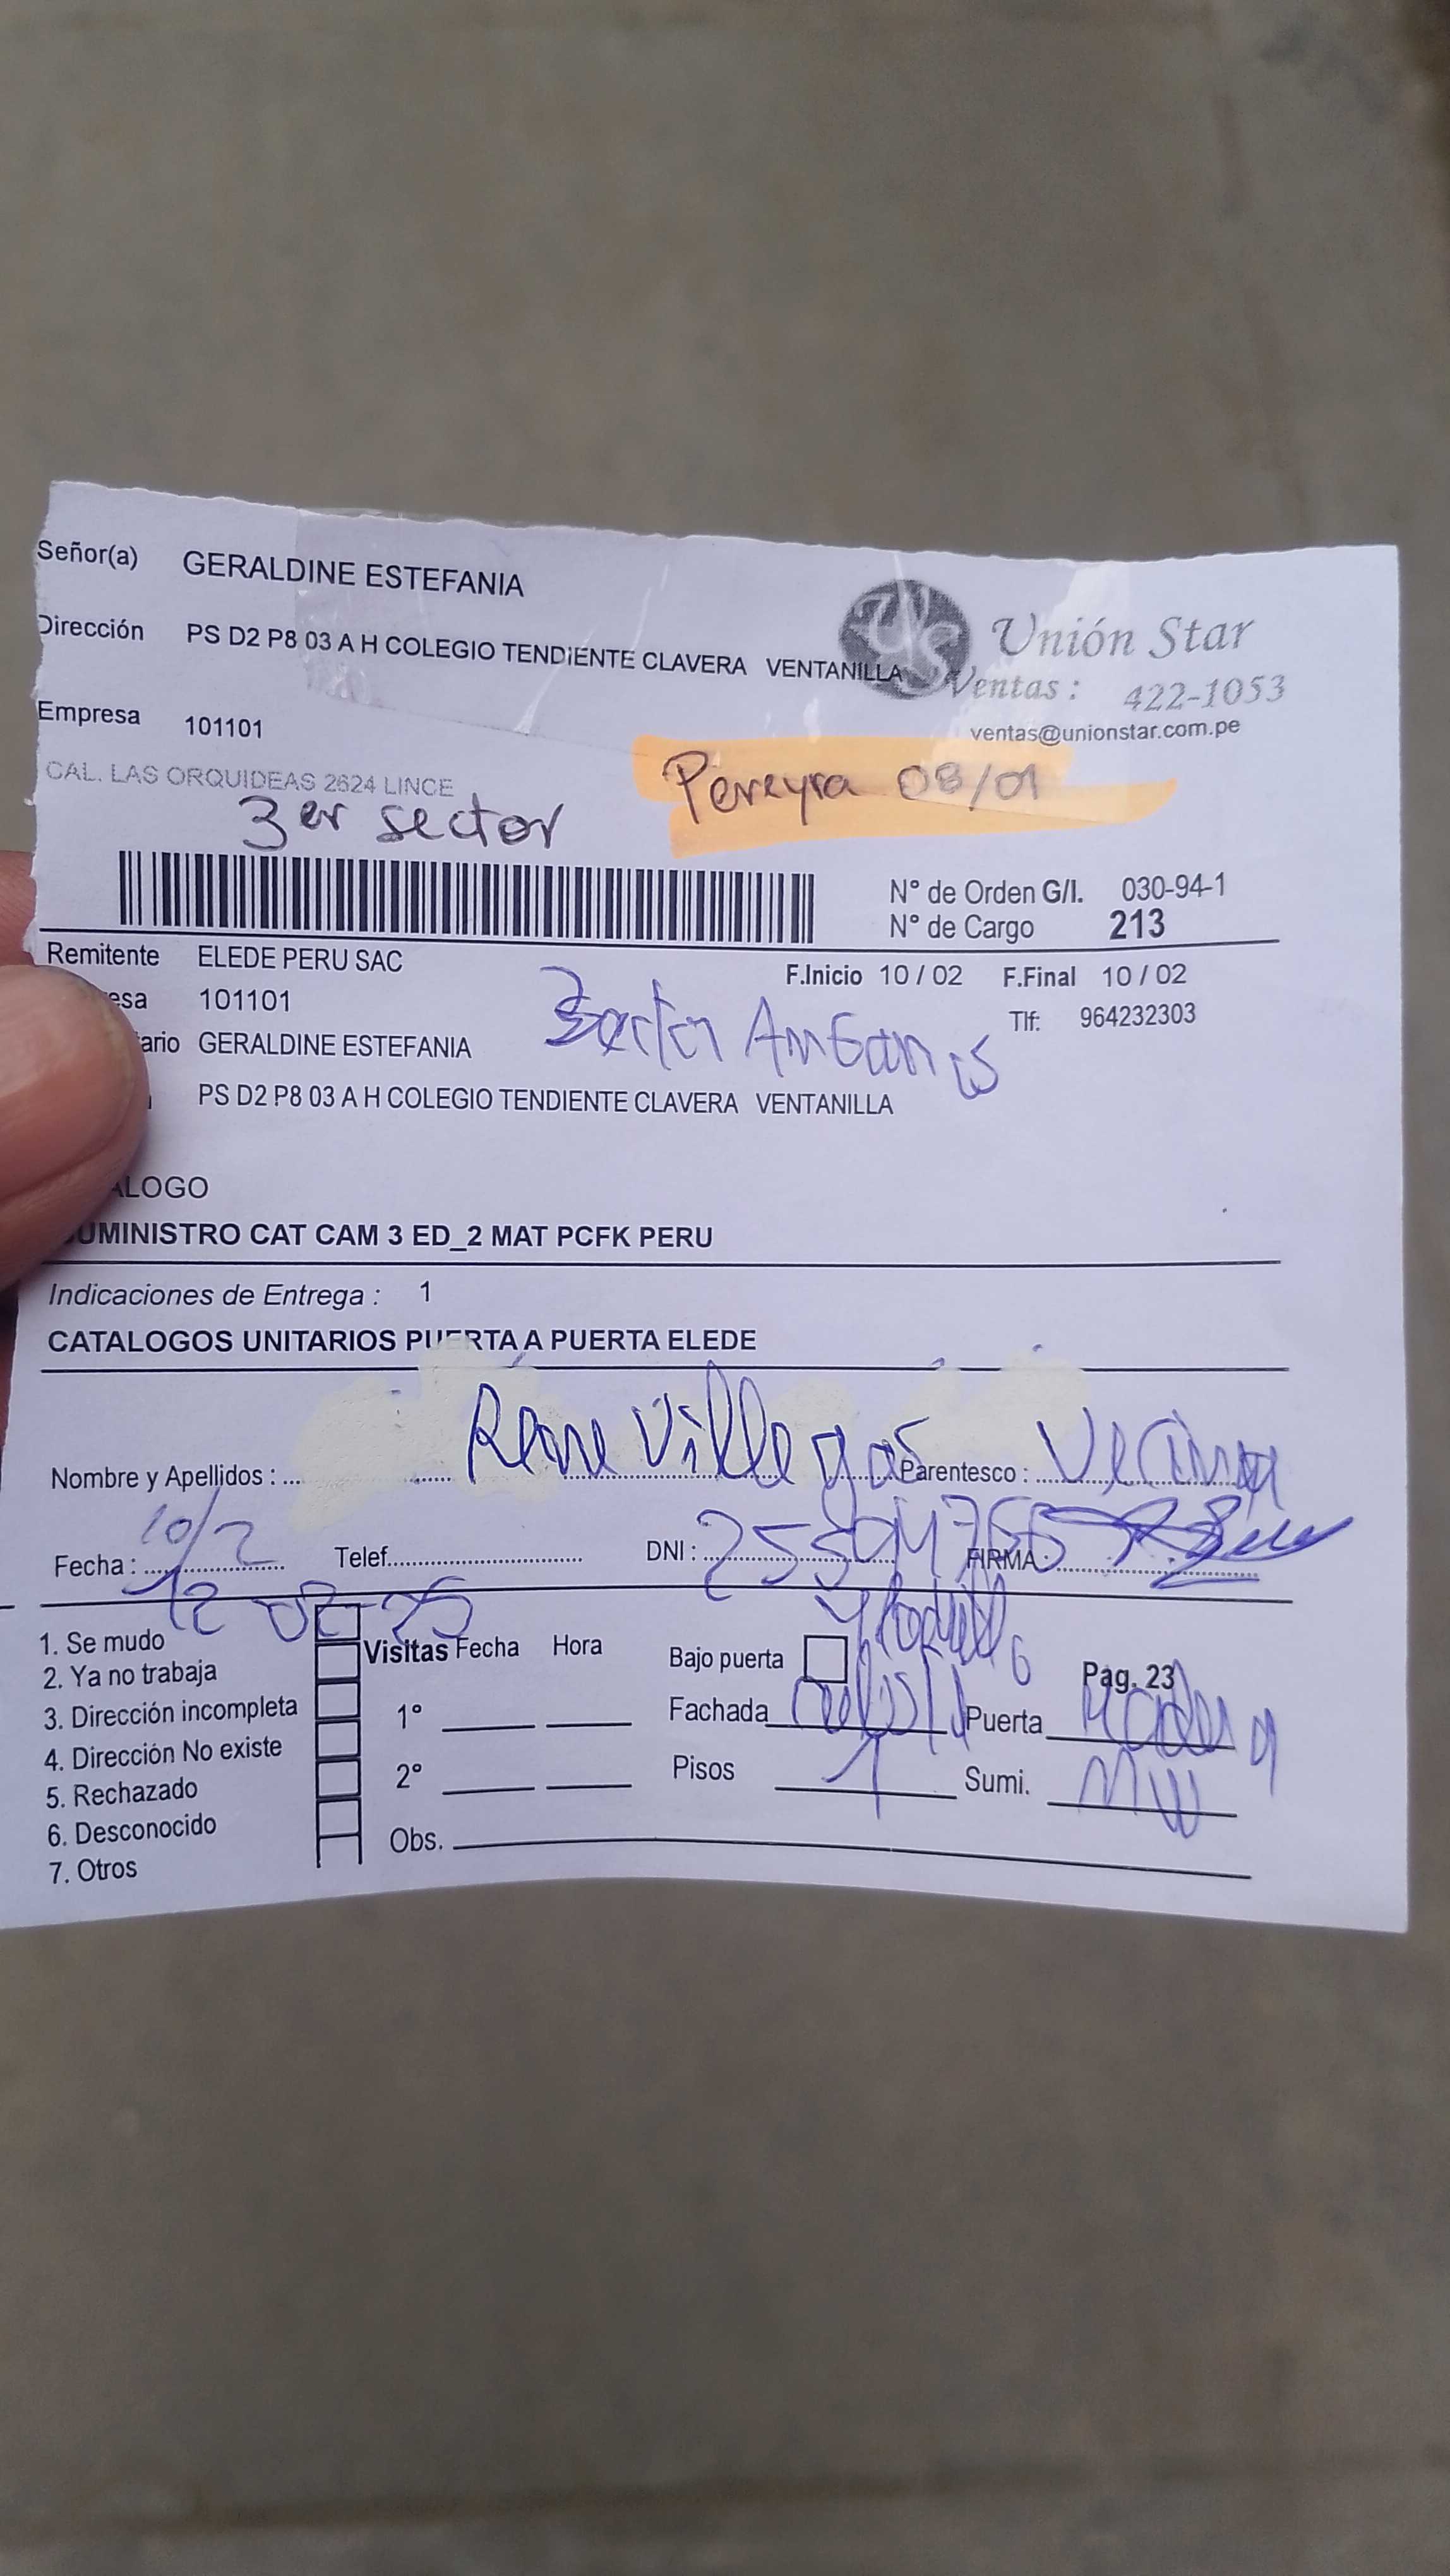 Señor(a) GERALDINE ESTEFANIA
Dirección PS D2 P8 03 A H COLEGIO TENDIENTE CLAVERA VENTANILLA
US Unión Star
Ventas : 422-1053
ventas@unionstar.com.pe
Empresa 101101
CAL. LAS ORQUIDEAS 2624 LINCE
Pereyra 08/01
3er sector
N° de Orden G/I. 030-94-1
N° de Cargo 213
Remitente ELEDE PERU SAC
F.Inicio 10 / 02 F.Final 10 / 02
esa 101101
Tlf: 964232303
ario GERALDINE ESTEFANIA
PS D2 P8 03 A H COLEGIO TENDIENTE CLAVERA VENTANILLA
ALOGO
UMINISTRO CAT CAM 3 ED_2 MAT PCFK PERU
Indicaciones de Entrega : 1
CATALOGOS UNITARIOS PUERTA A PUERTA ELEDE
Nombre y Apellidos : Rene Villegas Parentesco : Vecina
Fecha : 10/2 Telef. DNI : FIRMA :
12 02-25
1. Se mudo
2. Ya no trabaja
3. Dirección incompleta
4. Dirección No existe
5. Rechazado
6. Desconocido
7. Otros
Visitas Fecha Hora
1°
2°
Obs.
Bajo puerta Pag. 23
Fachada Puerta Madera
Pisos 1 Sumi.